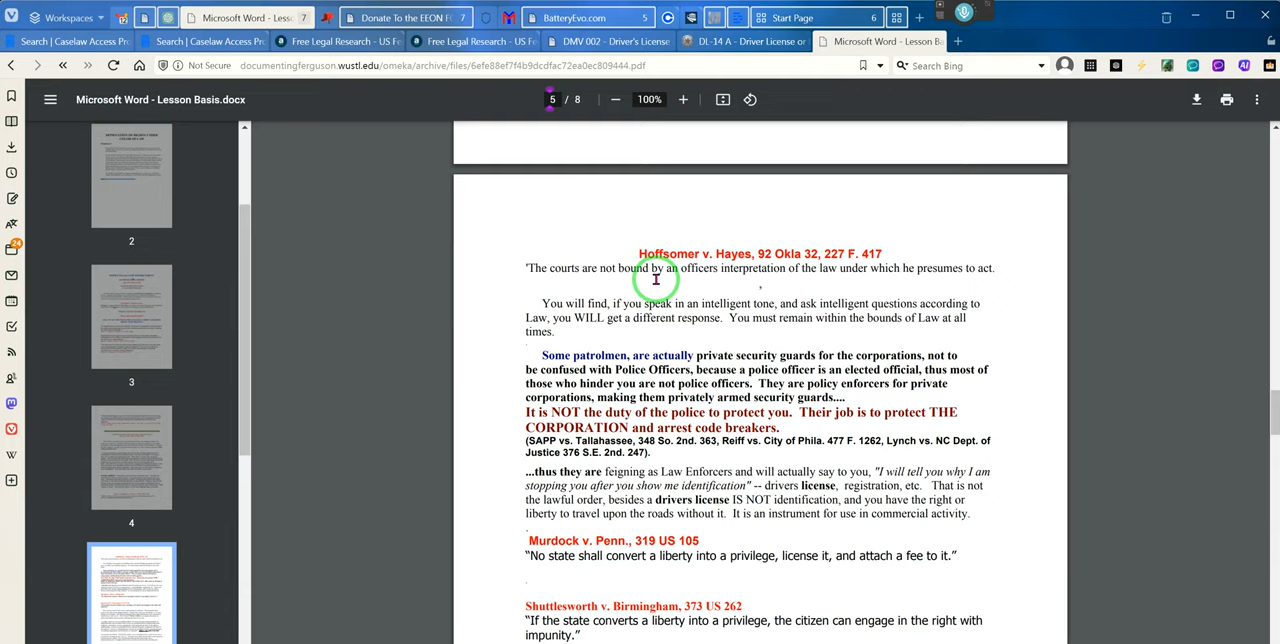 Workspaces
Microsoft Word - Lesso
7
Donate To the EEON F
7
BatteryEvo.com
5
Start Page
6
Search | Caselaw Access Pr
Search | Caselaw Access Pro
Free Legal Research - US Fe
Free Legal Research - US Fe
DMV 002 - Driver's License
DL-14 A - Driver License or
Microsoft Word - Lesson Ba
Not Secure
documentingferguson.wustl.edu/omeka/archive/files/6efe88ef7f4b9dcdfac72ea0ec809444.pdf
Search Bing
Microsoft Word - Lesson Basis.docx
5 / 8
100%
24
2
3
4
Hoffsomer v. Hayes, 92 Okla 32, 227 F. 417
'The courts are not bound by an officers interpretation of the law under which he presumes to act.
You will find, if you speak in an intelligent tone, and ask intelligent questions according to
Law, you WILL get a different response. You must remain within the bounds of Law at all
times.
Some patrolmen, are actually private security guards for the corporations, not to
be confused with Police Officers, because a police officer is an elected official, thus most of
those who hinder you are not police officers. They are policy enforcers for private
corporations, making them privately armed security guards....
It is NOT the duty of the police to protect you. Their job is to protect THE
CORPORATION and arrest code breakers.
(SAPP vs. Tallahassee, 348 So. 2nd. 363, Reiff vs. City of Phila. 477 F. 1262, Lynch vs. NC Dept. of
Justice 376 S.E. 2nd. 247).
...thus they are feigning as Law Enforcers and will actually say to you, "I will tell you why I am
stopping you after you show me identification" -- drivers license, registration, etc. That is not
the lawful order, besides a drivers license IS NOT identification, and you have the right or
liberty to travel upon the roads without it. It is an instrument for use in commercial activity.
Murdock v. Penn., 319 US 105
“No state shall convert a liberty into a privilege, license it, and attach a fee to it.”
Shuttlesworth v. Birmingham, 373 US 262
“If the state converts a liberty into a privilege, the citizen can engage in the right with
impunity.”